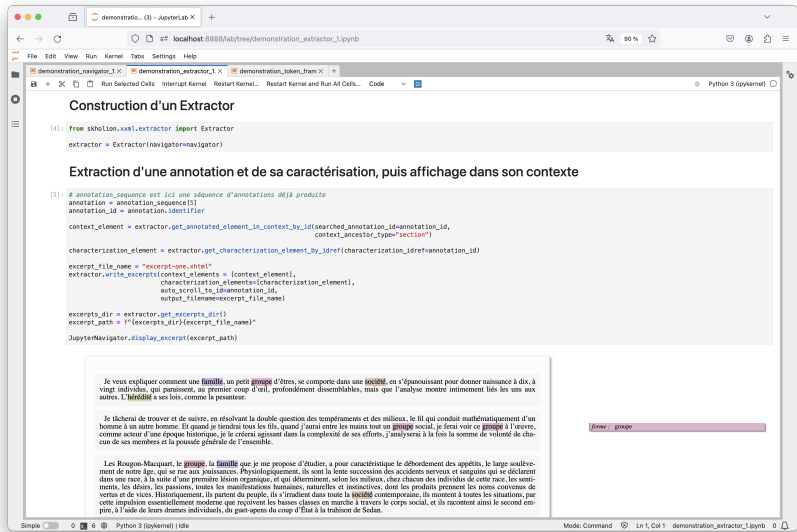 demonstratio... (3) - JupyterLab
localhost:8888/lab/tree/demonstration_extractor_1.ipynb
90 %
File Edit View Run Kernel Tabs Settings Help
demonstration_navigator_1
demonstration_extractor_1.
demonstration_token_fram
Run Selected Cells Interrupt Kernel Restart Kernel... Restart Kernel and Run All Cells... Code
Python 3 (ipykernel)
Construction d'un Extractor
[4]: from skholion.xxml.extractor import Extractor
extractor = Extractor(navigator=navigator)
Extraction d'une annotation et de sa caractérisation, puis affichage dans son contexte
[5]: # annotation_sequence est ici une séquence d'annotations déjà produite
annotation = annotation_sequence[5]
annotation_id = annotation.identifier
context_element = extractor.get_annotated_element_in_context_by_id(searched_annotation_id=annotation_id,
context_ancestor_type="section")
characterization_element = extractor.get_characterization_element_by_idref(characterization_idref=annotation_id)
excerpt_file_name = "excerpt-one.xhtml"
extractor.write_excerpts(context_elements = [context_element],
characterization_elements=[characterization_element],
auto_scroll_to_id=annotation_id,
output_filename=excerpt_file_name)
excerpts_dir = extractor.get_excerpts_dir()
excerpt_path = f"{excerpts_dir}{excerpt_file_name}"
JupyterNavigator.display_excerpt(excerpt_path)
Je veux expliquer comment une famille, un petit groupe d'êtres, se comporte dans une société, en s'épanouissant pour donner naissance à dix, à
vingt individus, qui paraissent, au premier coup d'œil, profondément dissemblables, mais que l'analyse montre intimement liés les uns aux
autres. L'hérédité a ses lois, comme la pesanteur.
Je tâcherai de trouver et de suivre, en résolvant la double question des tempéraments et des milieux, le fil qui conduit mathématiquement d'un
homme à un autre homme. Et quand je tiendrai tous les fils, quand j'aurai entre les mains tout un groupe social, je ferai voir ce groupe à l'œuvre,
comme acteur d'une époque historique, je le créerai agissant dans la complexité de ses efforts, j'analyserai à la fois la somme de volonté de cha-
cun de ses membres et la poussée générale de l'ensemble.
forme : groupe
Les Rougon-Macquart, le groupe, la famille que je me propose d'étudier, a pour caractéristique le débordement des appétits, le large soulève-
ment de notre âge, qui se rue aux jouissances. Physiologiquement, ils sont la lente succession des accidents nerveux et sanguins qui se déclarent
dans une race, à la suite d'une première lésion organique, et qui déterminent, selon les milieux, chez chacun des individus de cette race, les senti-
ments, les désirs, les passions, toutes les manifestations humaines, naturelles et instinctives, dont les produits prennent les noms convenus de
vertus et de vices. Historiquement, ils partent du peuple, ils s'irradient dans toute la société contemporaine, ils montent à toutes les situations, par
cette impulsion essentiellement moderne que reçoivent les basses classes en marche à travers le corps social, et ils racontent ainsi le second em-
pire, à l'aide de leurs drames individuels, du guet-apens du coup d'État à la trahison de Sedan.
Simple 0 6 Python 3 (ipykernel) | Idle
Mode: Command Ln 1, Col 1 demonstration_extractor_1.ipynb 0